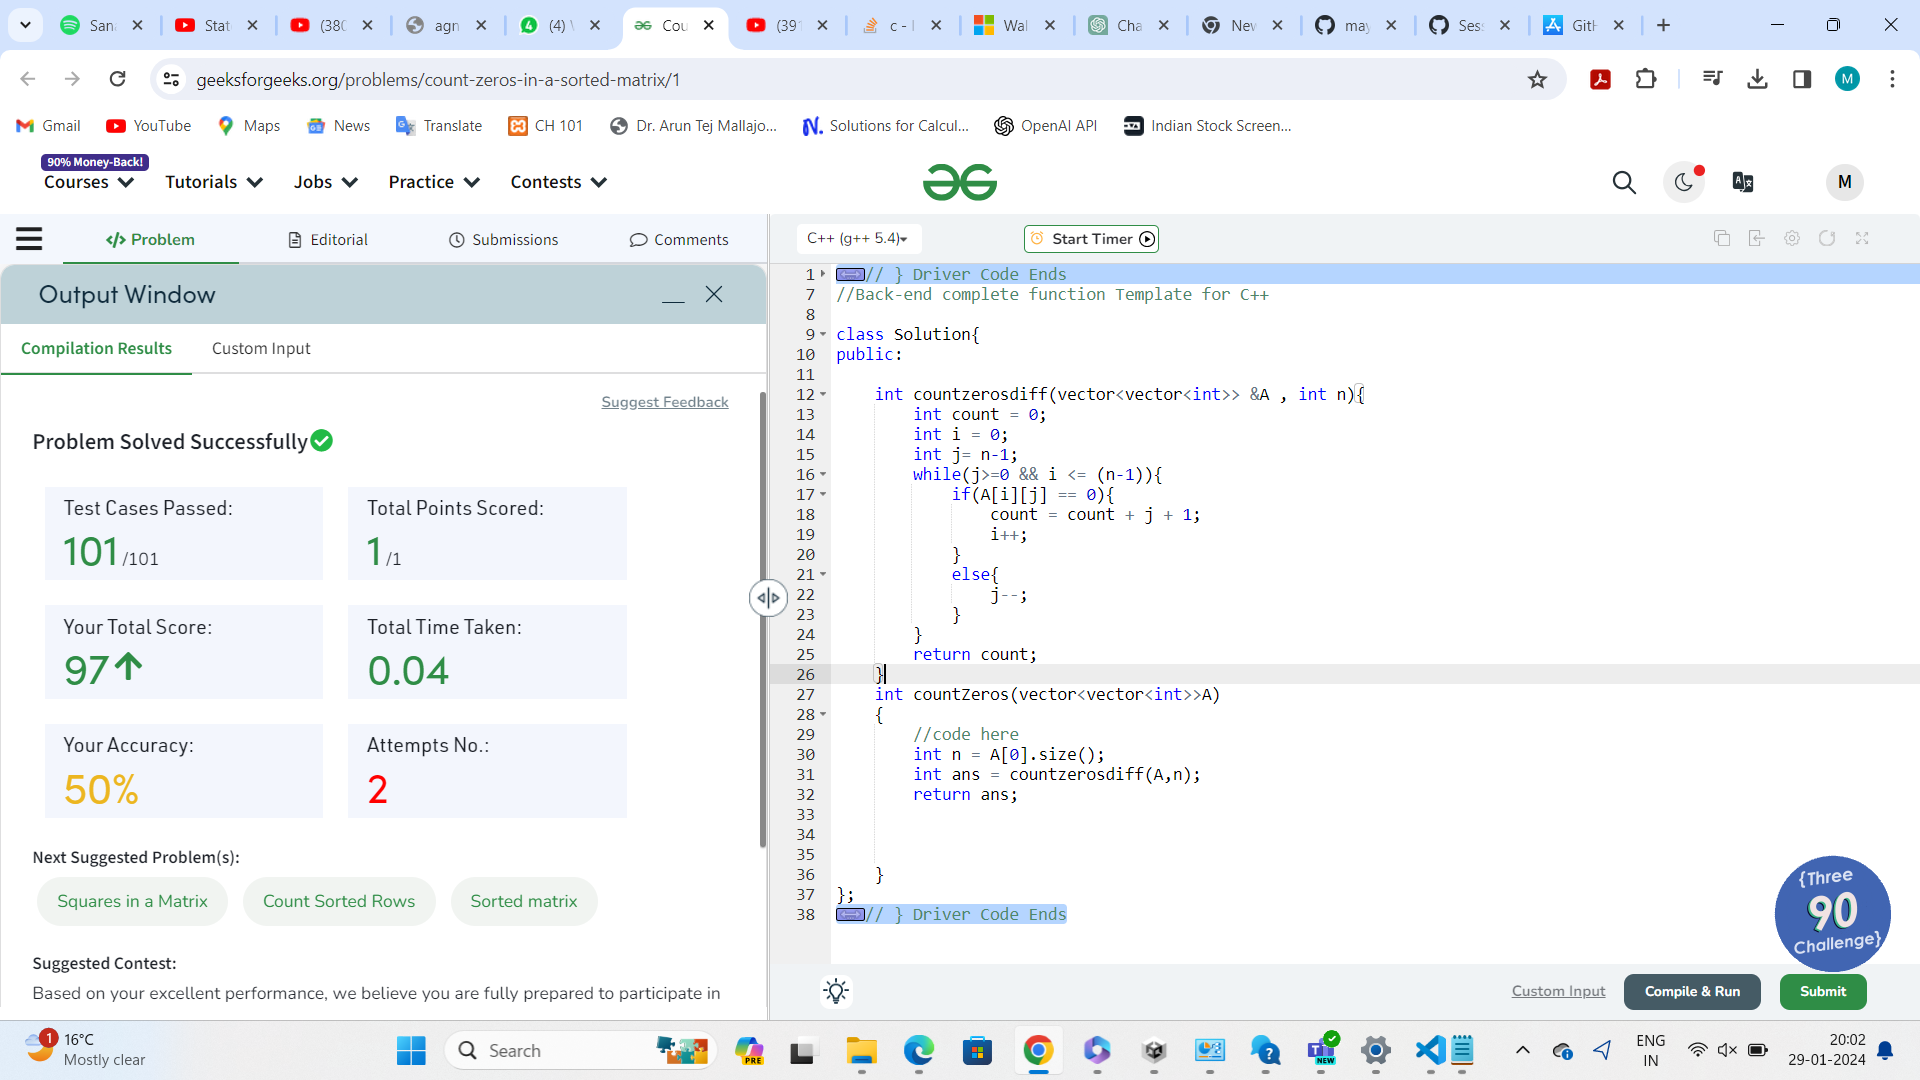 San
Stat
(380
agn
(4) \
Cou
(391
c - I
Wal
Cha
Nev
may
Ses
GitH
geeksforgeeks.org/problems/count-zeros-in-a-sorted-matrix/1
M
Gmail
YouTube
Maps
News
Translate
CH 101
Dr. Arun Tej Mallajo...
Solutions for Calcul...
OpenAI API
Indian Stock Screen...
90% Money-Back!
Courses
Tutorials
Jobs
Practice
Contests
M
Problem
Editorial
Submissions
Comments
C++ (g++ 5.4)
Start Timer
Output Window
Compilation Results
Custom Input
Suggest Feedback
Problem Solved Successfully
Test Cases Passed:
101 /101
Total Points Scored:
1 /1
Your Total Score:
97
Total Time Taken:
0.04
Your Accuracy:
50%
Attempts No.:
2
Next Suggested Problem(s):
Squares in a Matrix
Count Sorted Rows
Sorted matrix
Suggested Contest:
Based on your excellent performance, we believe you are fully prepared to participate in
1 // } Driver Code Ends
7 //Back-end complete function Template for C++
8
9 class Solution{
10 public:
11
12 int countzerosdiff(vector<vector<int>> &A , int n){
13 int count = 0;
14 int i = 0;
15 int j= n-1;
16 while(j>=0 && i <= (n-1)){
17 if(A[i][j] == 0){
18 count = count + j + 1;
19 i++;
20 }
21 else{
22 j--;
23 }
24 }
25 return count;
26 }
27 int countZeros(vector<vector<int>>A)
28 {
29 //code here
30 int n = A[0].size();
31 int ans = countzerosdiff(A,n);
32 return ans;
33
34
35
36 }
37 };
38 // } Driver Code Ends
{Three
90
Challenge}
Custom Input
Compile & Run
Submit
1
16°C
Mostly clear
Search
PRE
NEW
ENG
IN
20:02
29-01-2024